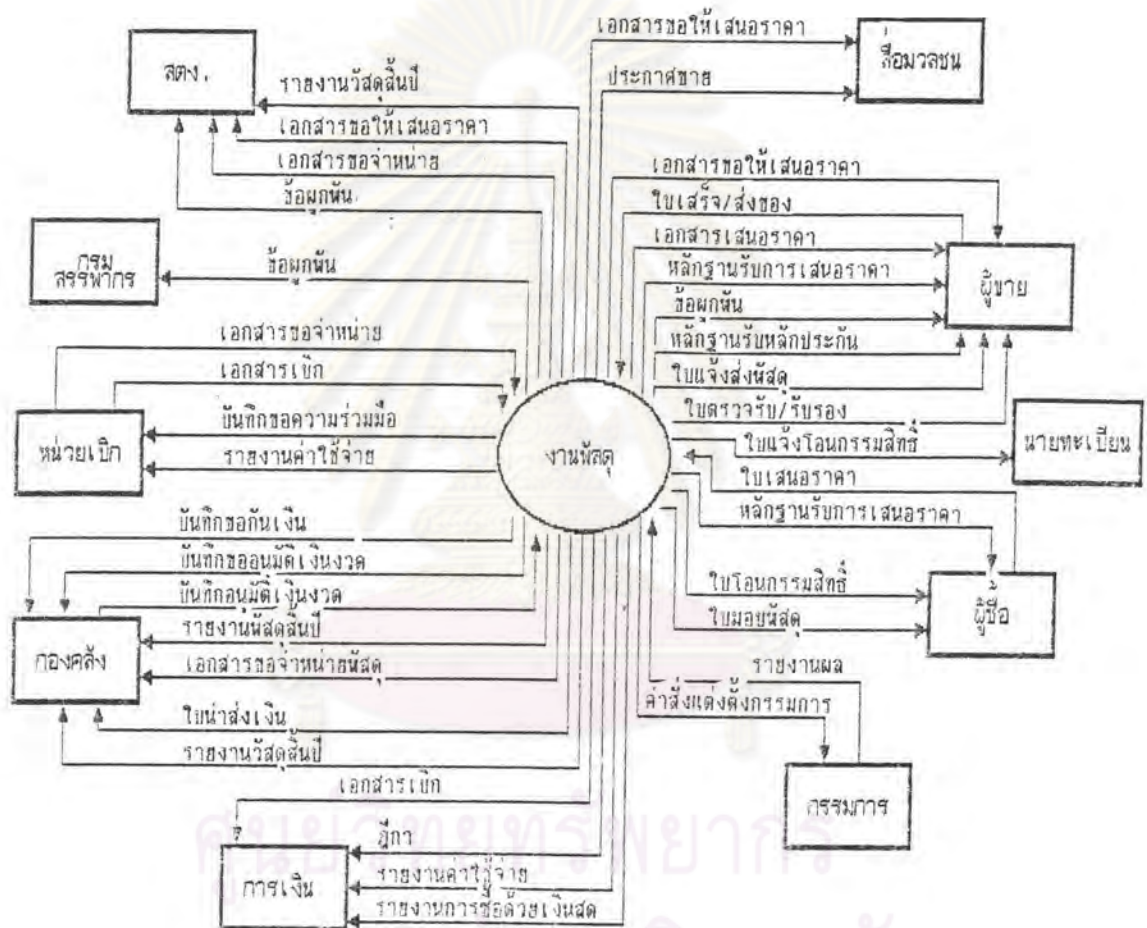 เอกสารขอให้เสนอราคา
สตง.
สื่อมวลชน
ประกาศขาย
รายงานวัสดุสิ้นปี
เอกสารขอให้เสนอราคา
เอกสารขอจำหน่าย
ข้อผูกพัน
เอกสารขอให้เสนอราคา
ใบเสร็จ/ส่งของ
เอกสารเสนอราคา
หลักฐานรับการเสนอราคา
ผู้ขาย
ข้อผูกพัน
หลักฐานรับหลักประกัน
ใบแจ้งส่งพัสดุ
ใบตรวจรับ/รับรอง
กรม
สรรพากร
ข้อผูกพัน
เอกสารขอจำหน่าย
เอกสารเบิก
บันทึกขอความร่วมมือ
หน่วยเบิก
รายงานค่าใช้จ่าย
งานพัสดุ
ใบแจ้งโอนกรรมสิทธิ์
นายทะเบียน
ใบเสนอราคา
หลักฐานรับการเสนอราคา
บันทึกขอกันเงิน
บันทึกขออนุมัติเงินงวด
บันทึกอนุมัติเงินงวด
รายงานพัสดุสิ้นปี
กองคลัง
เอกสารขอจำหน่ายพัสดุ
ใบนำส่งเงิน
รายงานวัสดุสิ้นปี
ใบโอนกรรมสิทธิ์
ผู้ซื้อ
ใบมอบพัสดุ
รายงานผล
คำสั่งแต่งตั้งกรรมการ
กรรมการ
เอกสารเบิก
ฎีกา
การเงิน
รายงานค่าใช้จ่าย
รายงานการซื้อด้วยเงินสด
ศูนย์วิทยทรัพยากร